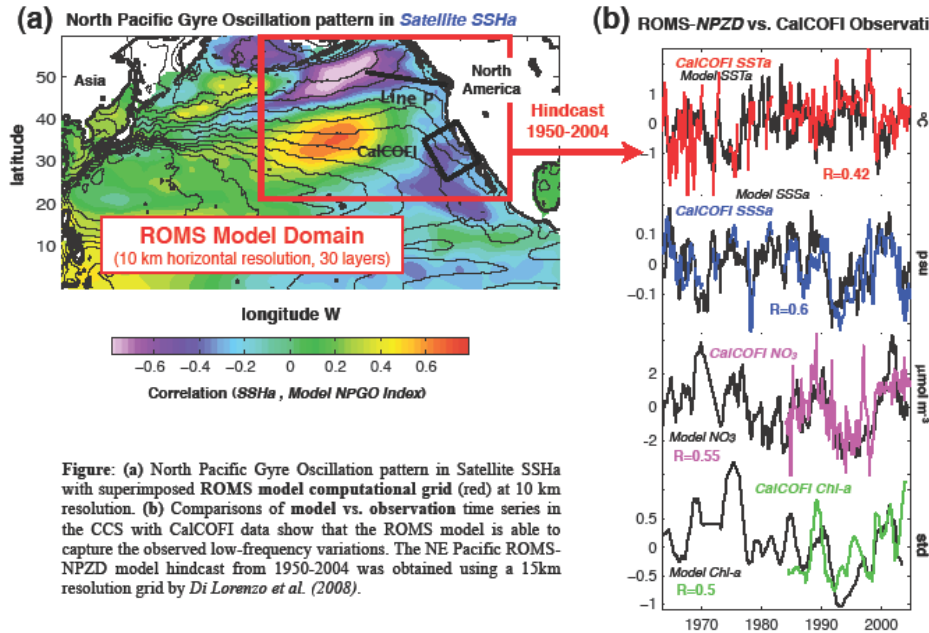 (a) North Pacific Gyre Oscillation pattern in Satellite SSHa
latitude
50
40
30
20
10
Asia
North
America
Line P
CalCOFI
Hindcast
1950-2004
ROMS Model Domain
(10 km horizontal resolution, 30 layers)
longitude W
−0.6 −0.4 −0.2 0 0.2 0.4 0.6
Correlation (SSHa , Model NPGO Index)
Figure: (a) North Pacific Gyre Oscillation pattern in Satellite SSHa
with superimposed ROMS model computational grid (red) at 10 km
resolution. (b) Comparisons of model vs. observation time series in
the CCS with CalCOFI data show that the ROMS model is able to
capture the observed low-frequency variations. The NE Pacific ROMS-
NPZD model hindcast from 1950-2004 was obtained using a 15km
resolution grid by Di Lorenzo et al. (2008).
(b) ROMS-NPZD vs. CalCOFI Observati
CalCOFI SSTa
Model SSTa
1
0
−1
°C
R=0.42
Model SSSa
CalCOFI SSSa
0.1
0
−0.1
psu
R=0.6
CalCOFI NO3
2
0
−2
μmol m-3
Model NO3
R=0.55
CalCOFI Chl-a
0.5
0
−0.5
−1
std
Model Chl-a
R=0.5
1970 1980 1990 2000